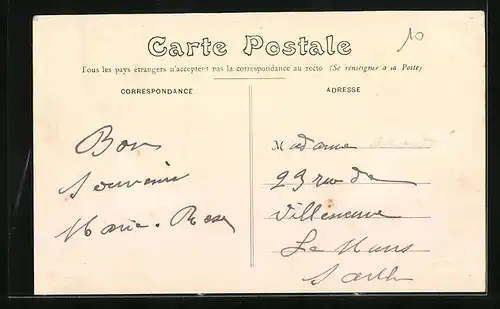 10
Carte Postale
Tous les pays étrangers n'acceptent pas la correspondance au recto (Se renseigner à la Poste)
CORRESPONDANCE
Bon
Souvenir
Marie-Rose
ADRESSE
Madame
23 rue de
Villeneuve
Le Mans
Sarthe